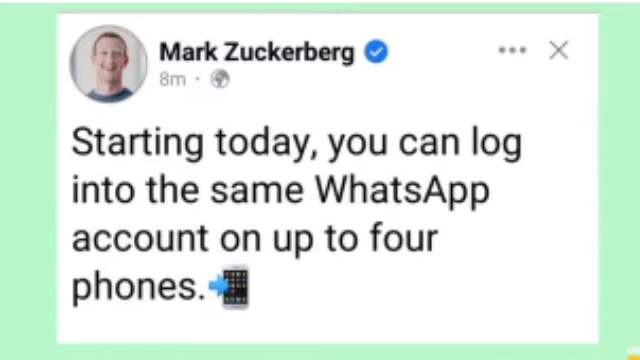 Mark Zuckerberg
8m ·
Starting today, you can log
into the same WhatsApp
account on up to four
phones.📲